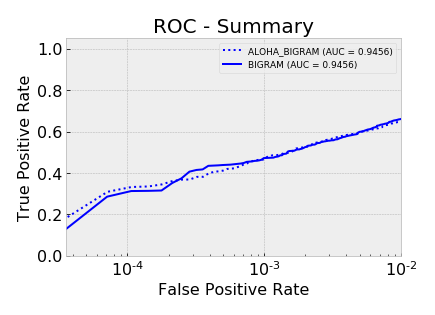 ROC - Summary
ALOHA_BIGRAM (AUC = 0.9456)
BIGRAM (AUC = 0.9456)
True Positive Rate
1.0
0.8
0.6
0.4
0.2
0.0
10⁻⁴ 10⁻³ 10⁻²
False Positive Rate